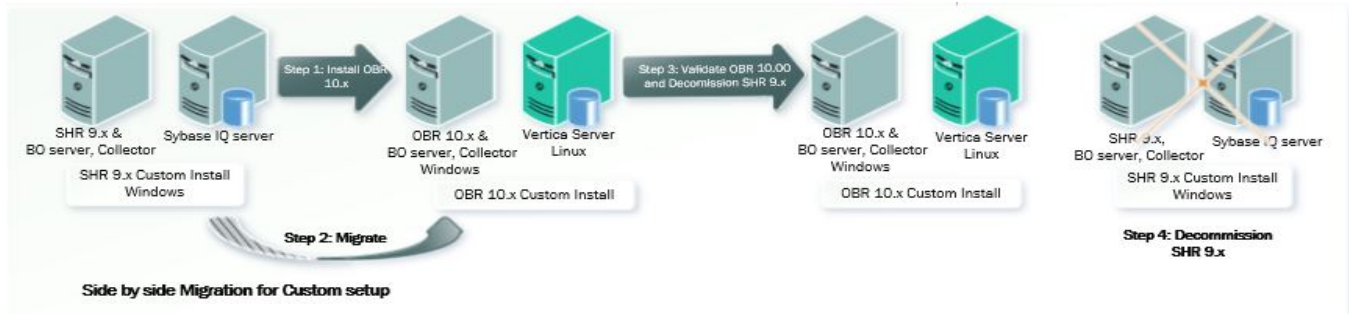 SHR 9.x &
BO server, Collector
Sybase IQ server
SHR 9.x Custom Install
Windows
Step 1: Install OBR
10.x
OBR 10.x &
BO server, Collector
Windows
Vertica Server
Linux
OBR 10.x Custom Install
Step 2: Migrate
Step 3: Validate OBR 10.00
and Decomission SHR 9.x
OBR 10.x &
BO server, Collector
Windows
Vertica Server
Linux
OBR 10.x Custom Install
SHR 9.x,
BO server, Collector
Sybase IQ server
SHR 9.x Custom Install
Windows
Step 4: Decommission
SHR 9.x
Side by side Migration for Custom setup